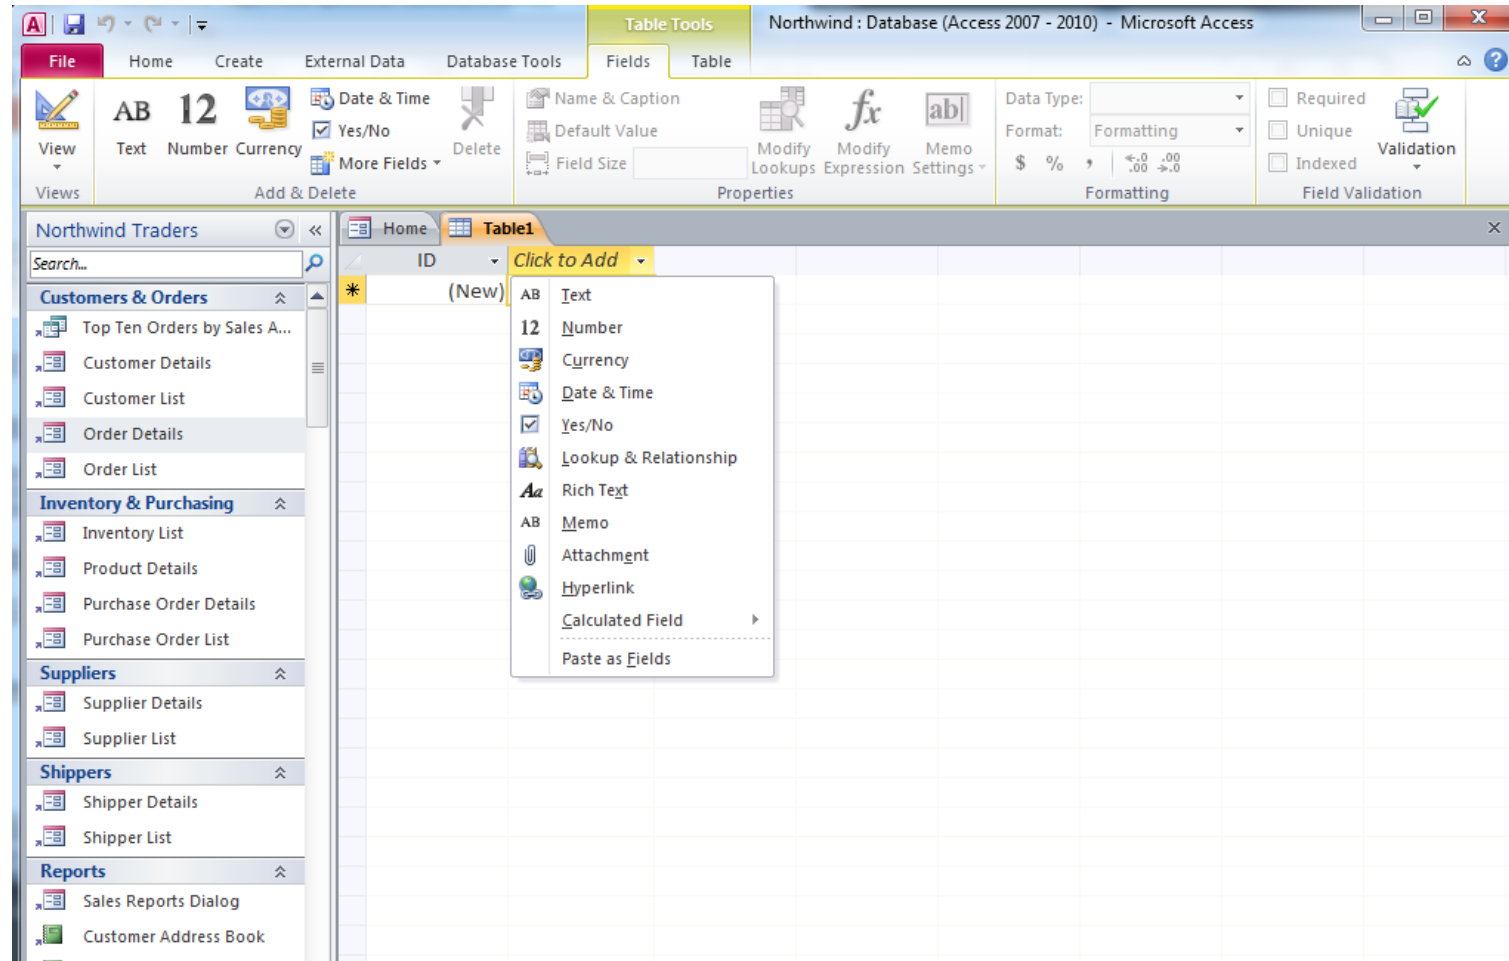 Table Tools
Northwind : Database (Access 2007 - 2010) - Microsoft Access
File Home Create External Data Database Tools Fields Table
AB 12 Date & Time Name & Caption fx ab| Data Type: Required
Yes/No Default Value Format: Formatting Unique
View Text Number Currency More Fields Delete Field Size Modify Lookups Modify Expression Memo Settings $ % , .0 .00 .00 .0 Indexed Validation
Views Add & Delete Properties Formatting Field Validation
Northwind Traders «
Home Table1
Search...
ID Click to Add
(New)
Customers & Orders
Top Ten Orders by Sales A...
Customer Details
Customer List
Order Details
Order List
Inventory & Purchasing
Inventory List
Product Details
Purchase Order Details
Purchase Order List
Suppliers
Supplier Details
Supplier List
Shippers
Shipper Details
Shipper List
Reports
Sales Reports Dialog
Customer Address Book
AB Text
12 Number
Currency
Date & Time
Yes/No
Lookup & Relationship
Aa Rich Text
AB Memo
Attachment
Hyperlink
Calculated Field
Paste as Fields